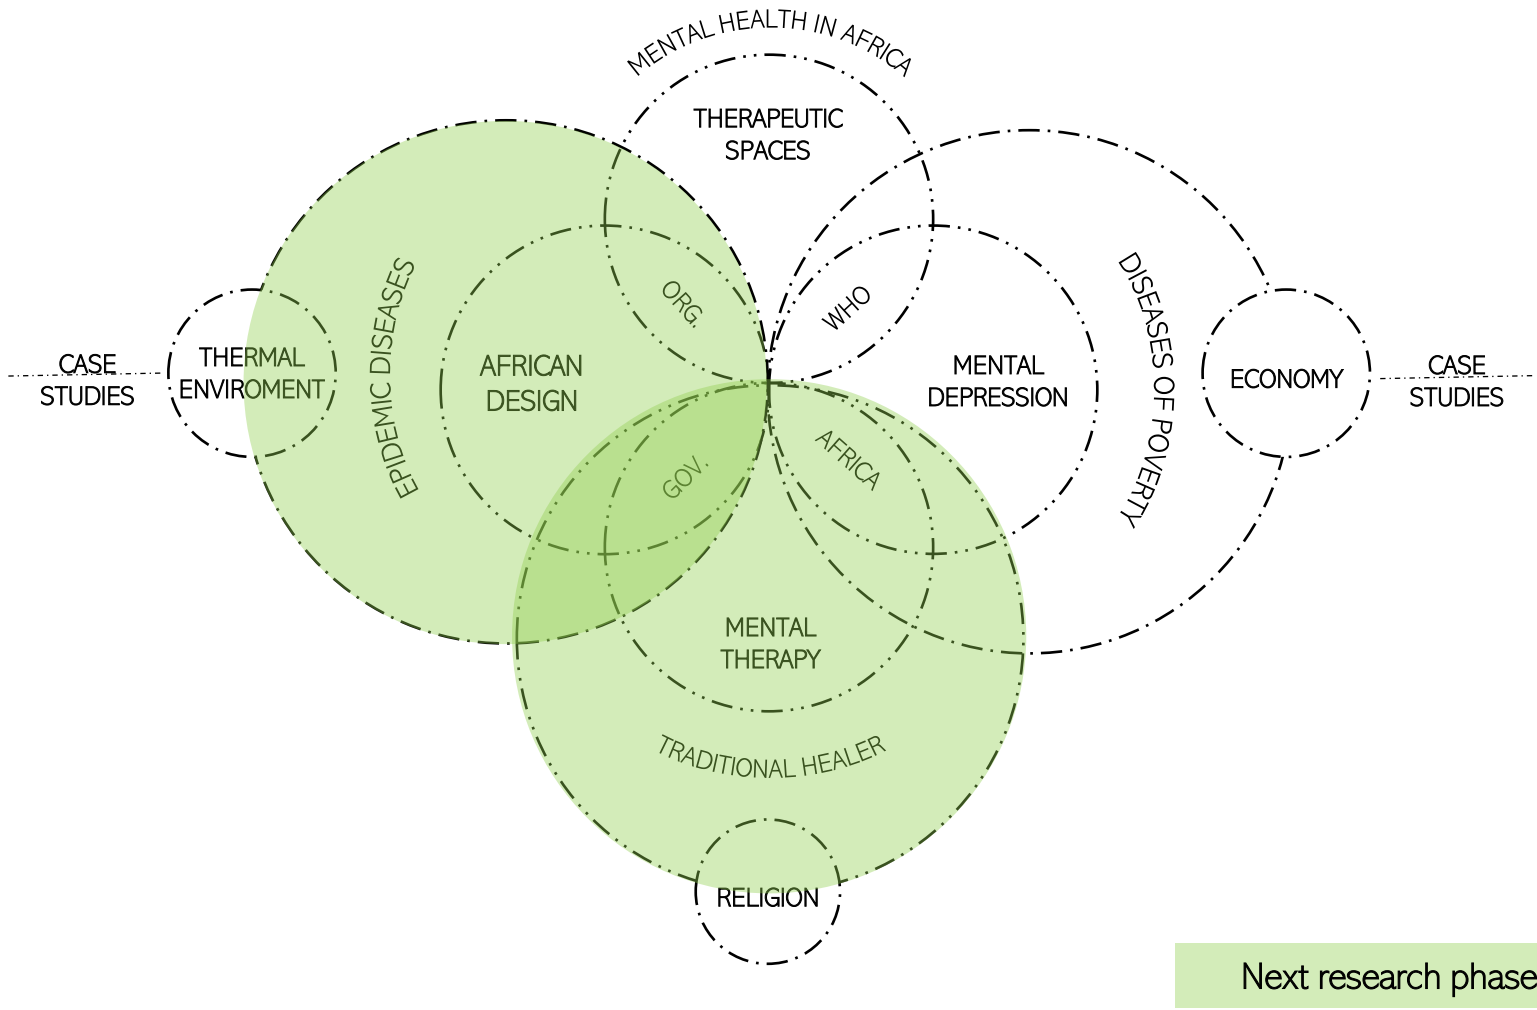 MENTAL HEALTH IN AFRICA
THERAPEUTIC
SPACES
EPIDEMIC DISEASES
ORG.
WHO
DISEASES OF POVERTY
CASE
STUDIES
THERMAL
ENVIROMENT
AFRICAN
DESIGN
MENTAL
DEPRESSION
ECONOMY
CASE
STUDIES
GOV.
AFRICA
MENTAL
THERAPY
TRADITIONAL HEALER
RELIGION
Next research phase